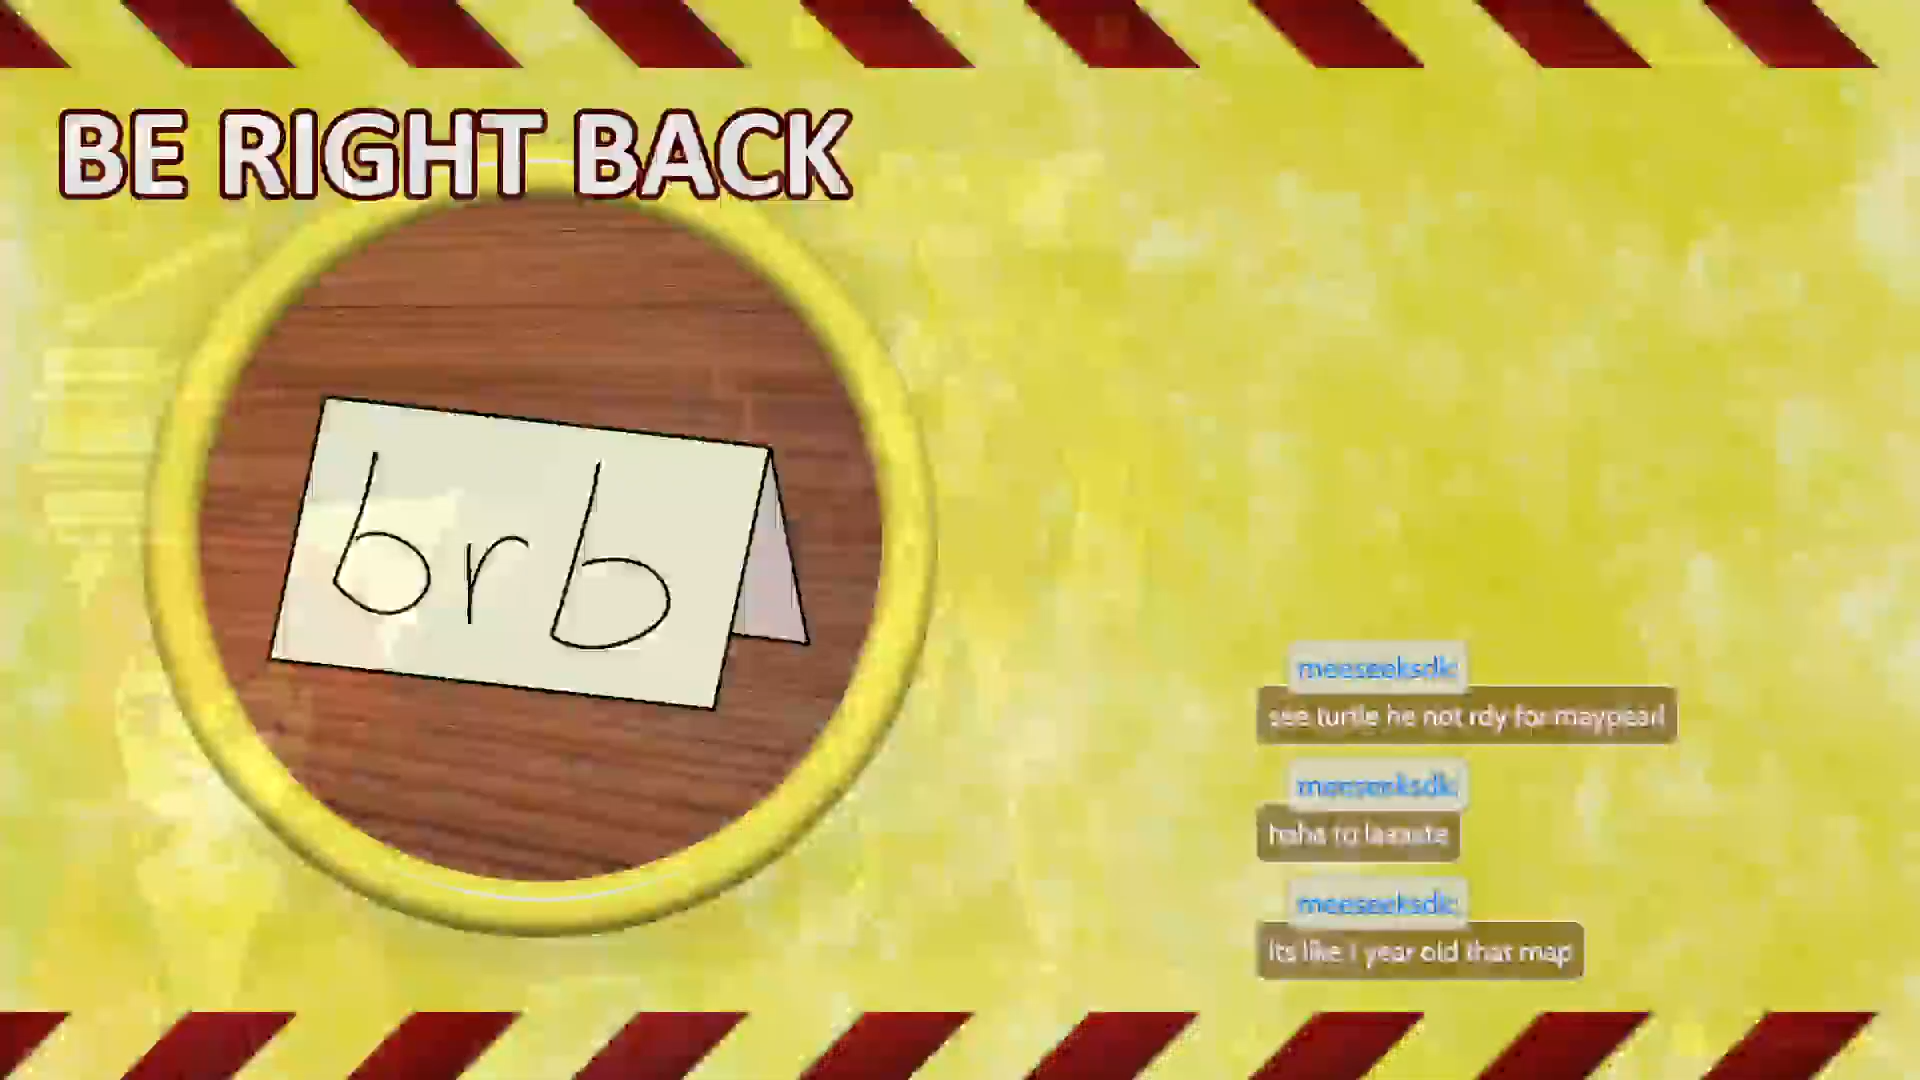 BE RIGHT BACK
brb
meeseeksdk:
see turtle he not rdy for maypearl
meeseeksdk:
haha to laaaate
meeseeksdk:
Its like 1 year old that map